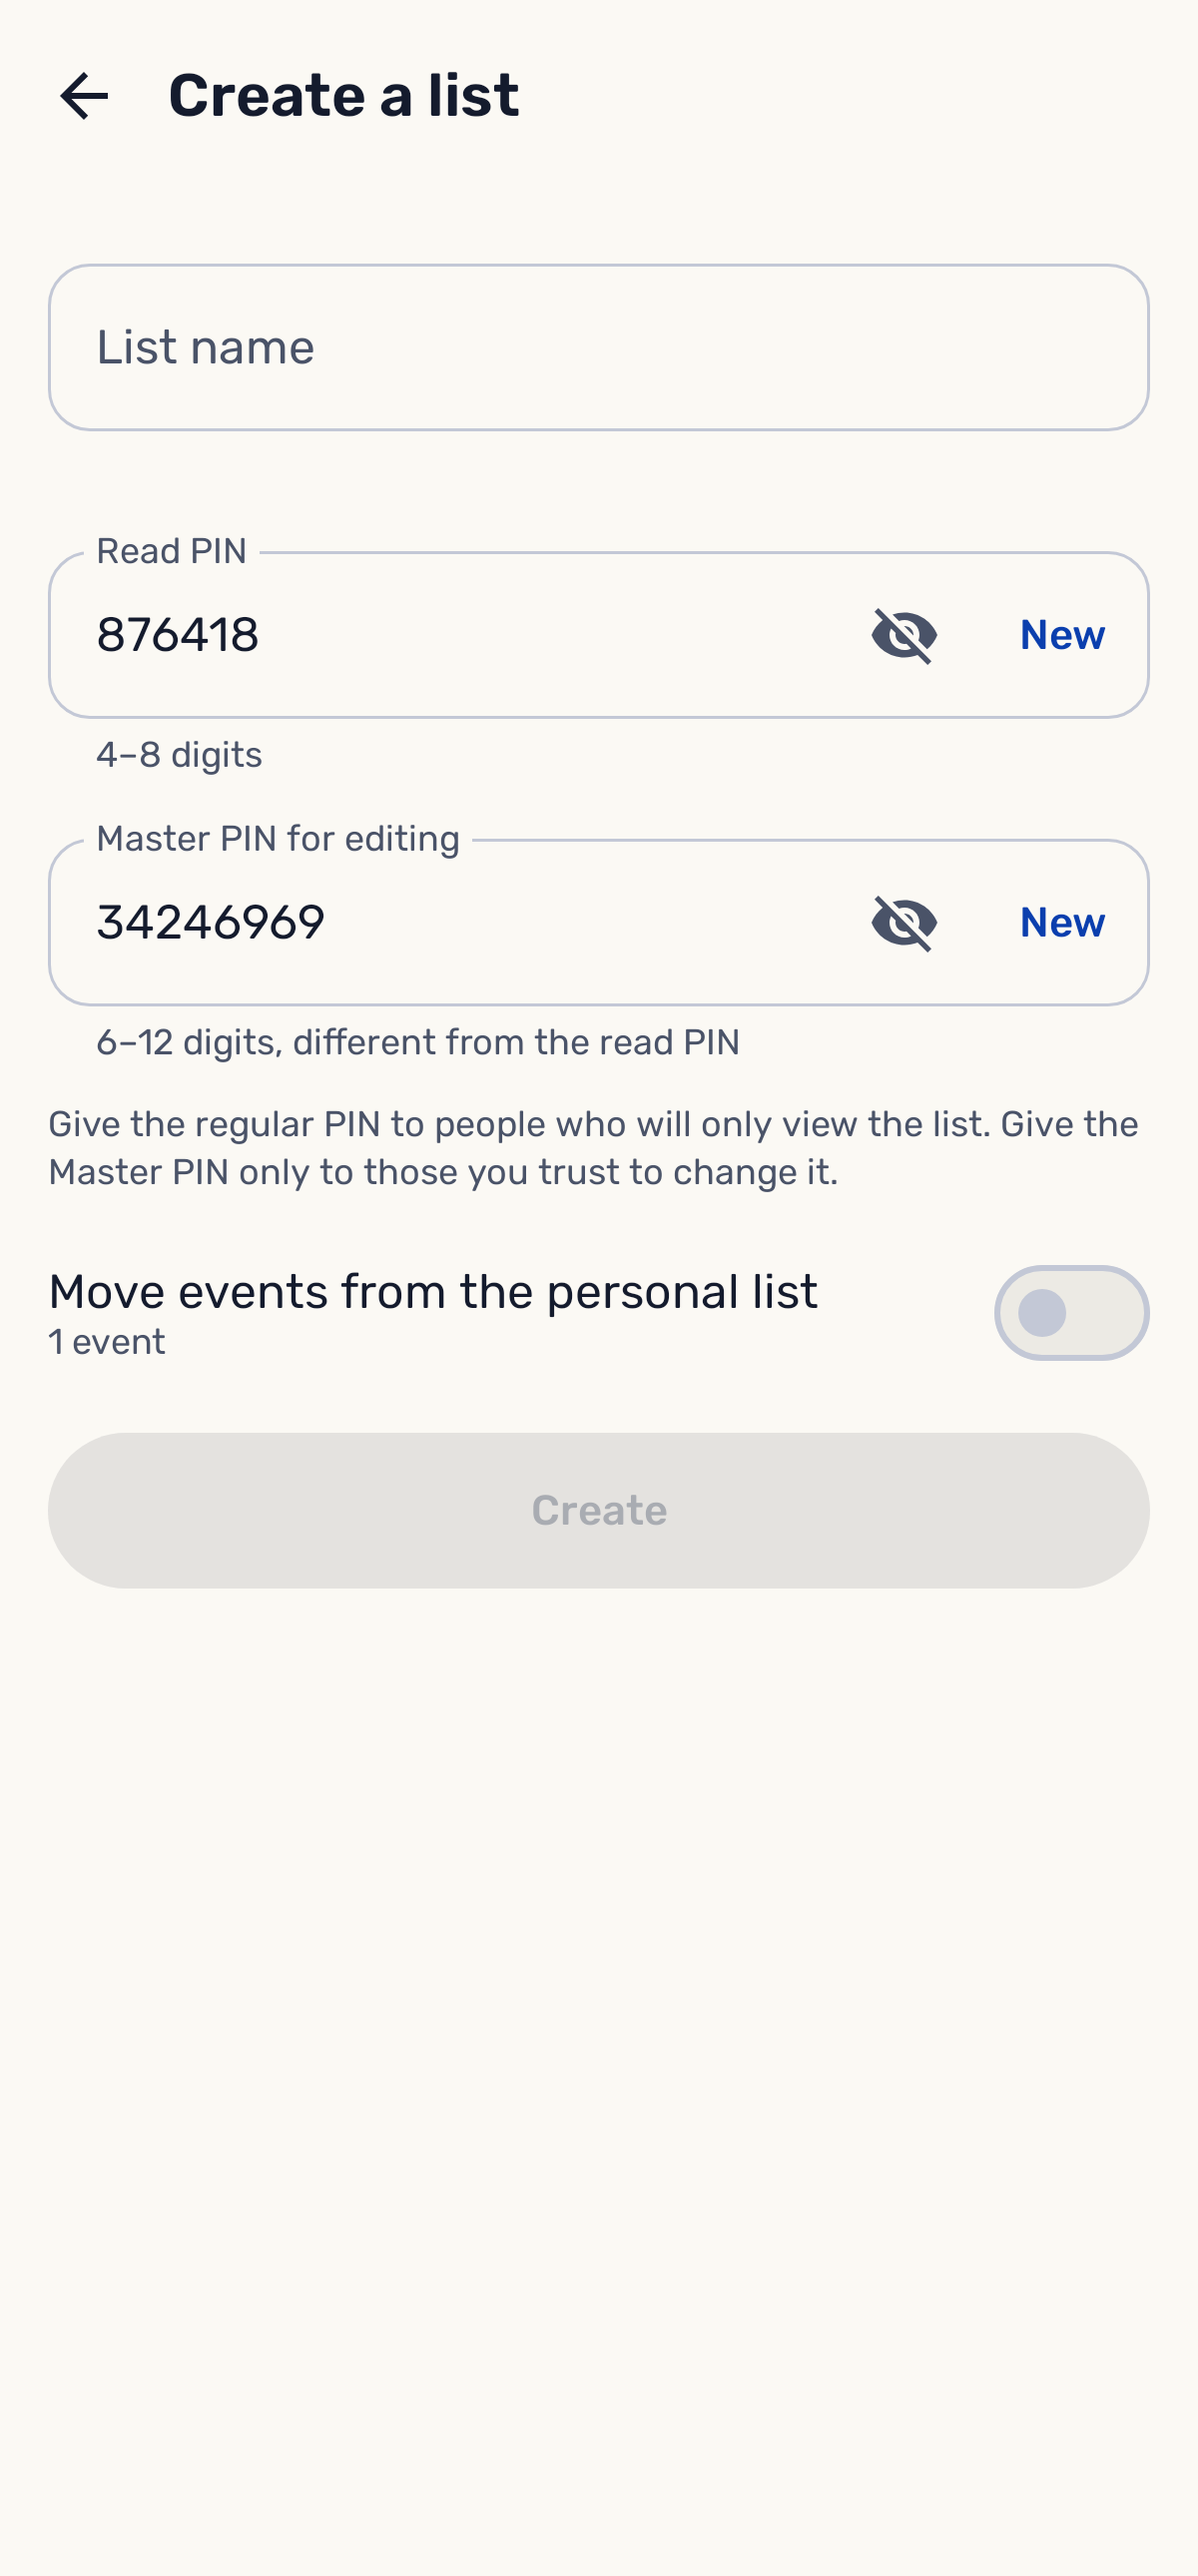 Create a list
List name
Read PIN
876418
New
4–8 digits
Master PIN for editing
34246969
New
6–12 digits, different from the read PIN
Give the regular PIN to people who will only view the list. Give the
Master PIN only to those you trust to change it.
Move events from the personal list
1 event
Create